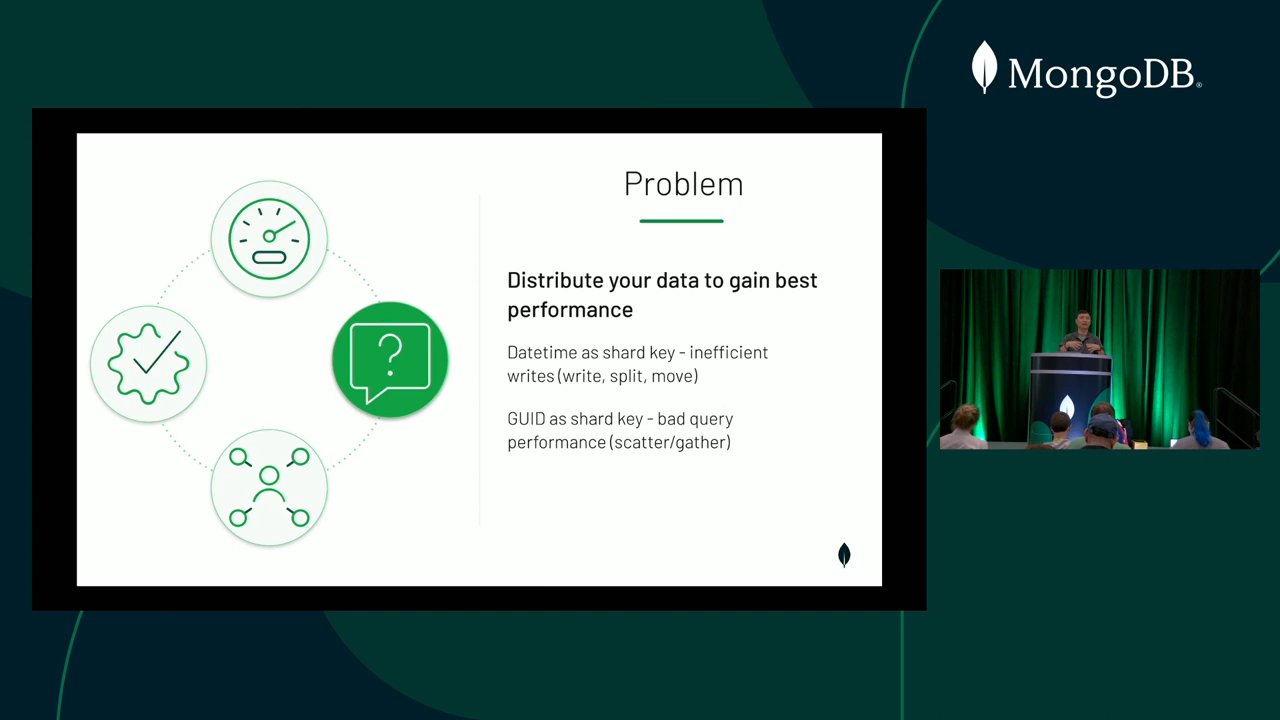 MongoDB®
Problem
Distribute your data to gain best
performance
Datetime as shard key - inefficient
writes (write, split, move)
GUID as shard key - bad query
performance (scatter/gather)